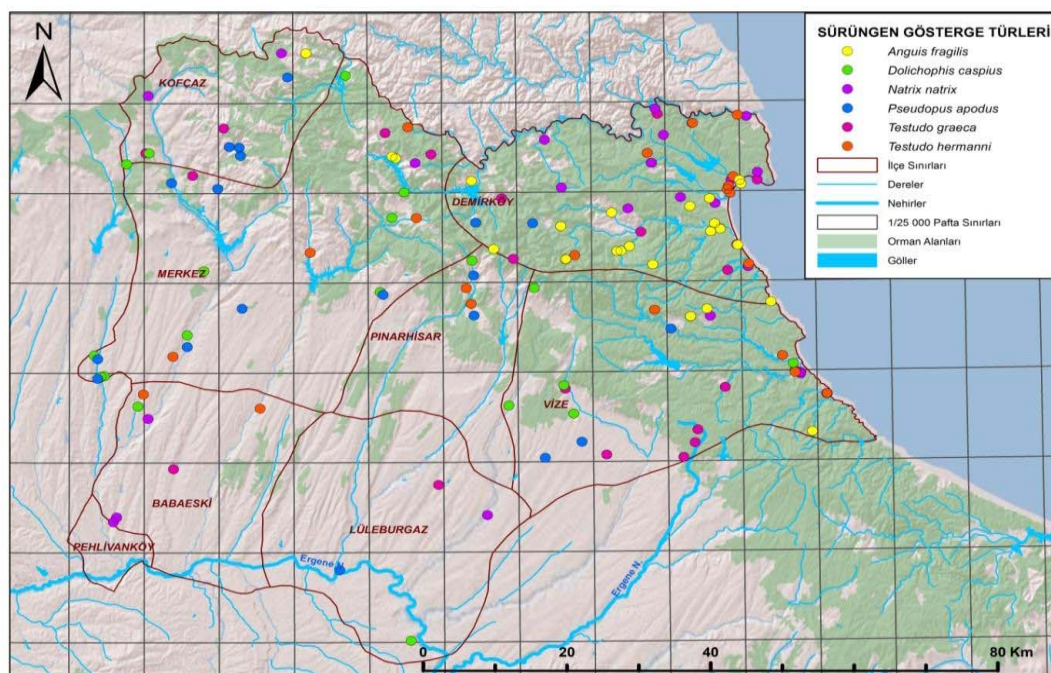 N
SÜRÜNGEN GÖSTERGE TÜRLERİ
Anguis fragilis
Dolichophis caspius
Natrix natrix
Pseudopus apodus
Testudo graeca
Testudo hermanni
İlçe Sınırları
Dereler
Nehirler
1/25 000 Pafta Sınırları
Orman Alanları
Göller
KOFÇAZ
DEMİRKÖY
MERKEZ
PINARHİSAR
VİZE
BABAESKİ
LÜLEBURGAZ
PEHLİVANKÖY
Ergene N.
Ergene N.
0 20 40 80 Km